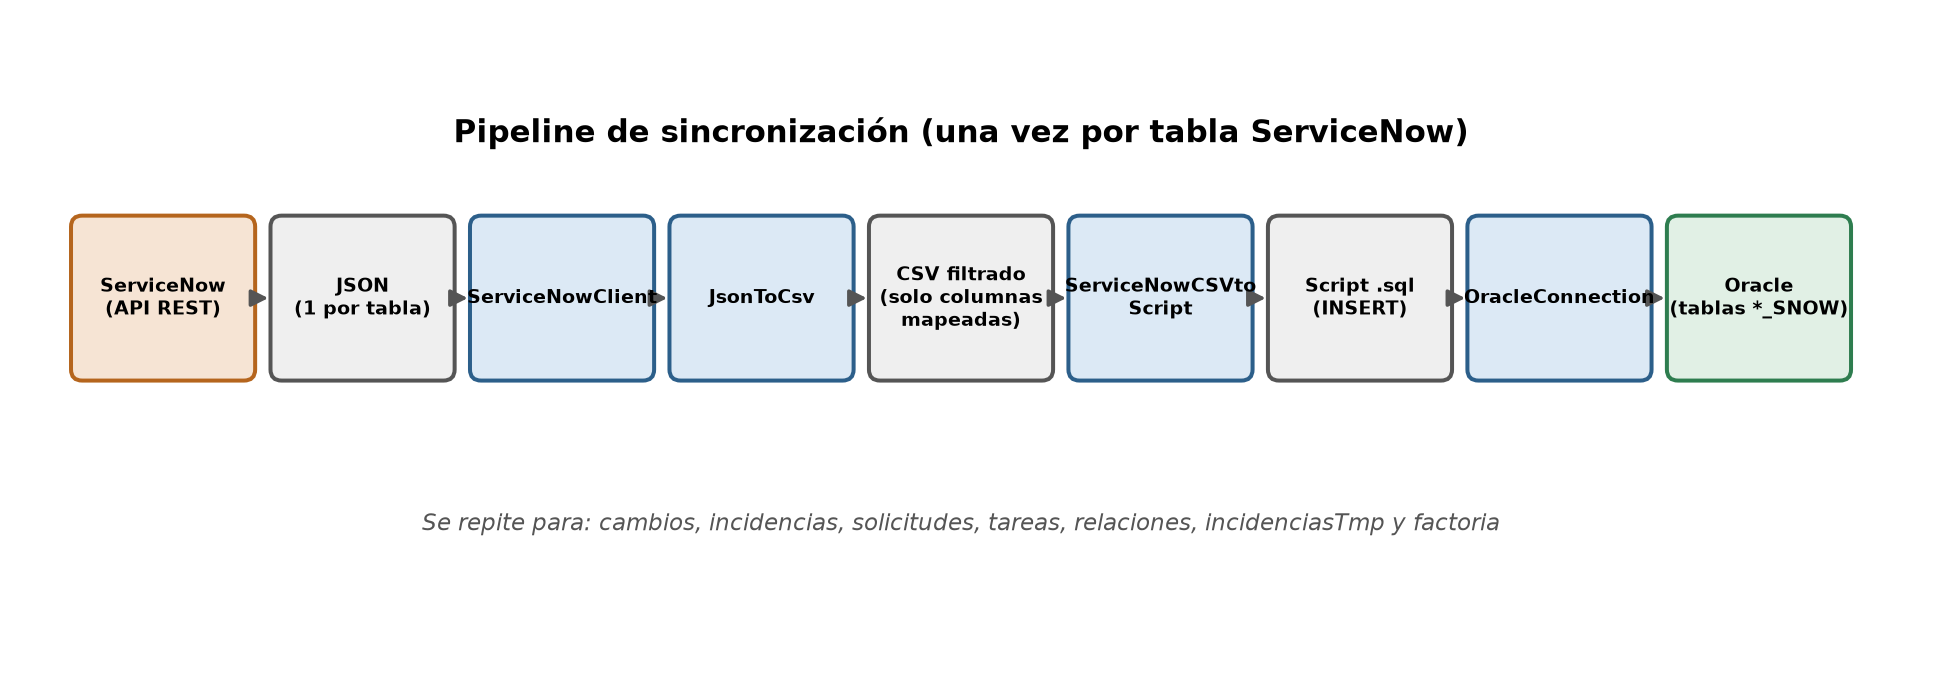 Pipeline de sincronización (una vez por tabla ServiceNow)
ServiceNow
(API REST)
JSON
(1 por tabla)
ServiceNowClient
JsonToCsv
CSV filtrado
(solo columnas
mapeadas)
ServiceNowCSVto
Script
Script .sql
(INSERT)
OracleConnection
Oracle
(tablas *_SNOW)
Se repite para: cambios, incidencias, solicitudes, tareas, relaciones, incidenciasTmp y factoria